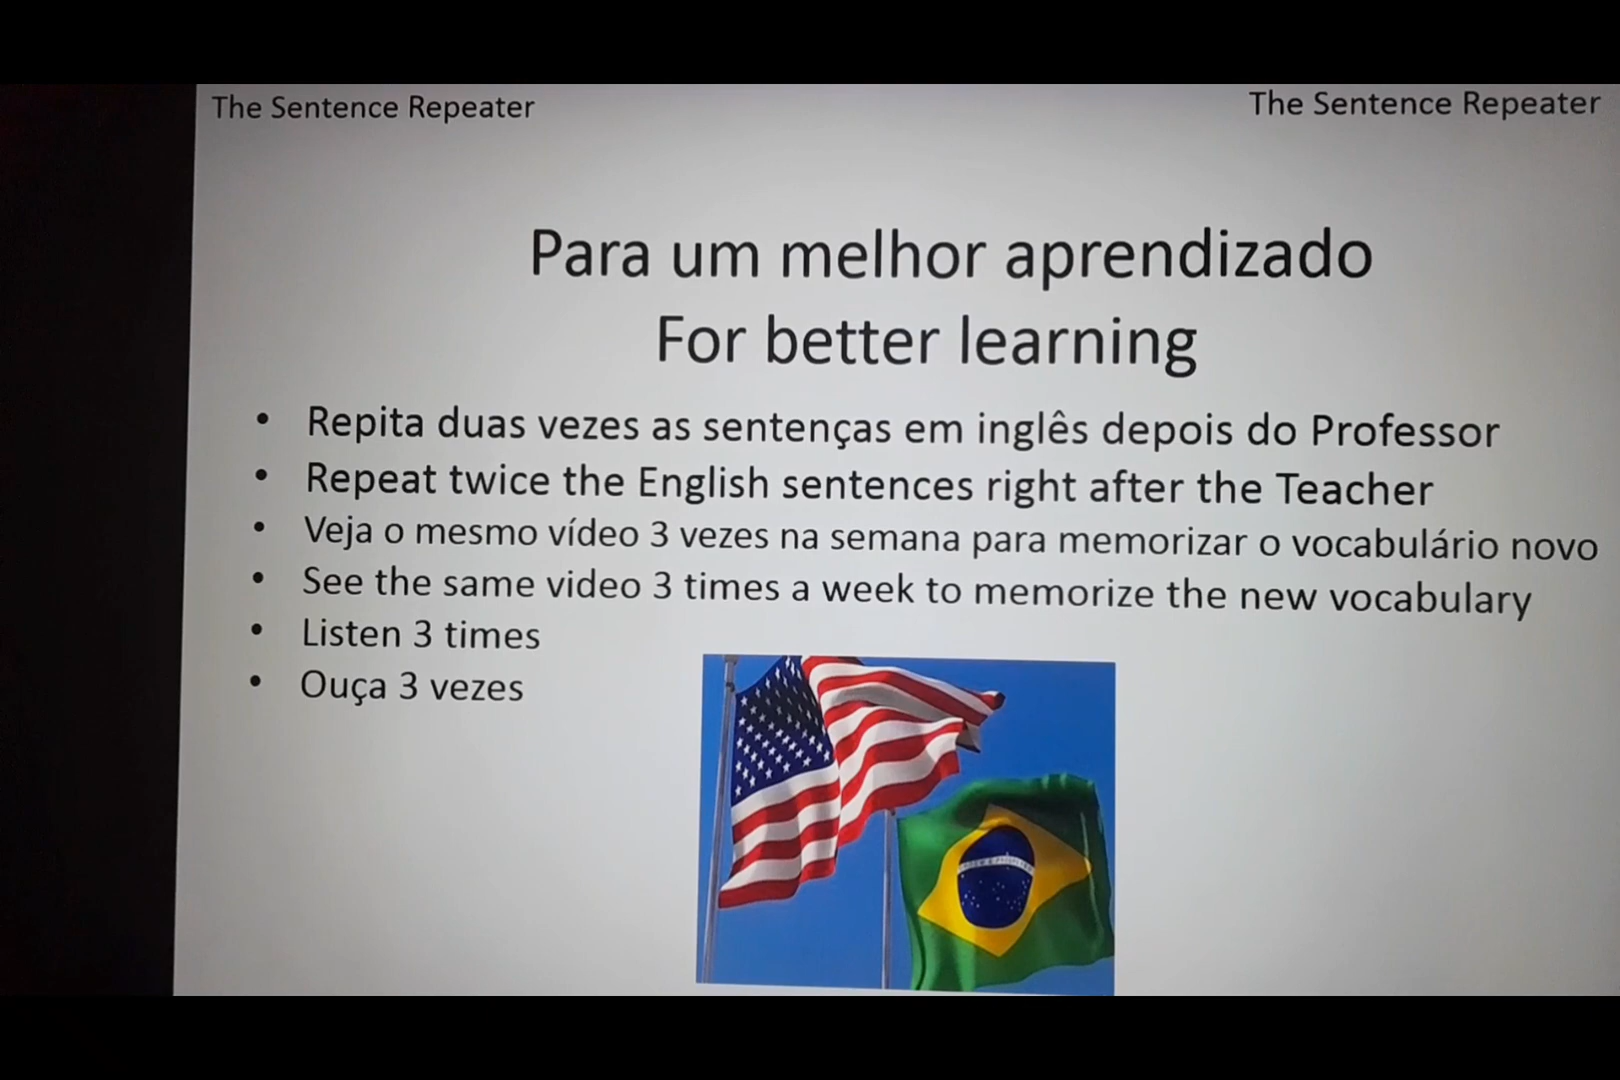 The Sentence Repeater
The Sentence Repeater
Para um melhor aprendizado
For better learning
• Repita duas vezes as sentenças em inglês depois do Professor
• Repeat twice the English sentences right after the Teacher
• Veja o mesmo vídeo 3 vezes na semana para memorizar o vocabulário novo
• See the same video 3 times a week to memorize the new vocabulary
• Listen 3 times
• Ouça 3 vezes